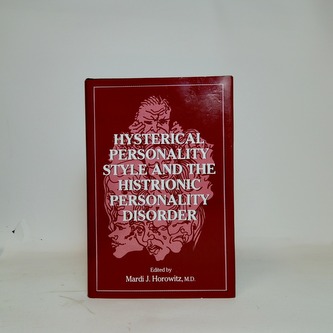 HYSTERICAL
PERSONALITY
STYLE AND THE
HISTRIONIC
PERSONALITY
DISORDER
Edited by
Mardi J. Horowitz, M.D.